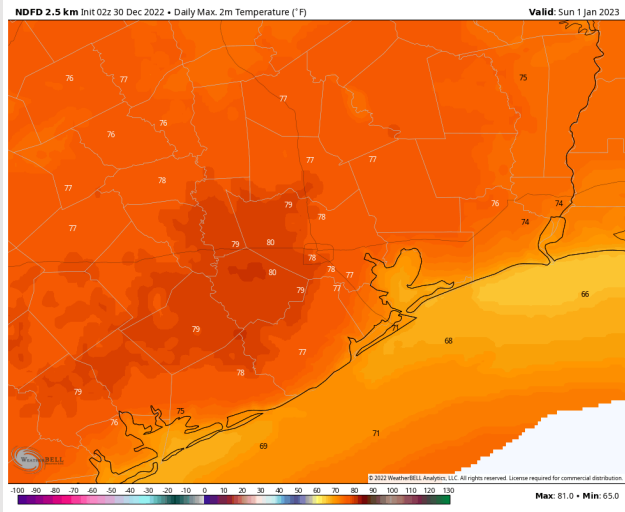 NDFD 2.5 km Init 02z 30 Dec 2022 • Daily Max. 2m Temperature (°F)
Valid: Sun 1 Jan 2023
76 77 75
77
76
76
77 77
78
77
79 76 74
78 74
77
79 80
78
80 78 77
79 77 66
79 71
68
77
78
79
75
76
71
69
WEATHERBELL
© 2022 WeatherBELL Analytics, LLC. All rights reserved. License required for commercial distribution.
-100 -90 -80 -70 -60 -50 -40 -30 -20 -10 0 10 20 30 40 50 60 70 80 90 100 110 120 130
Max: 81.0 • Min: 65.0